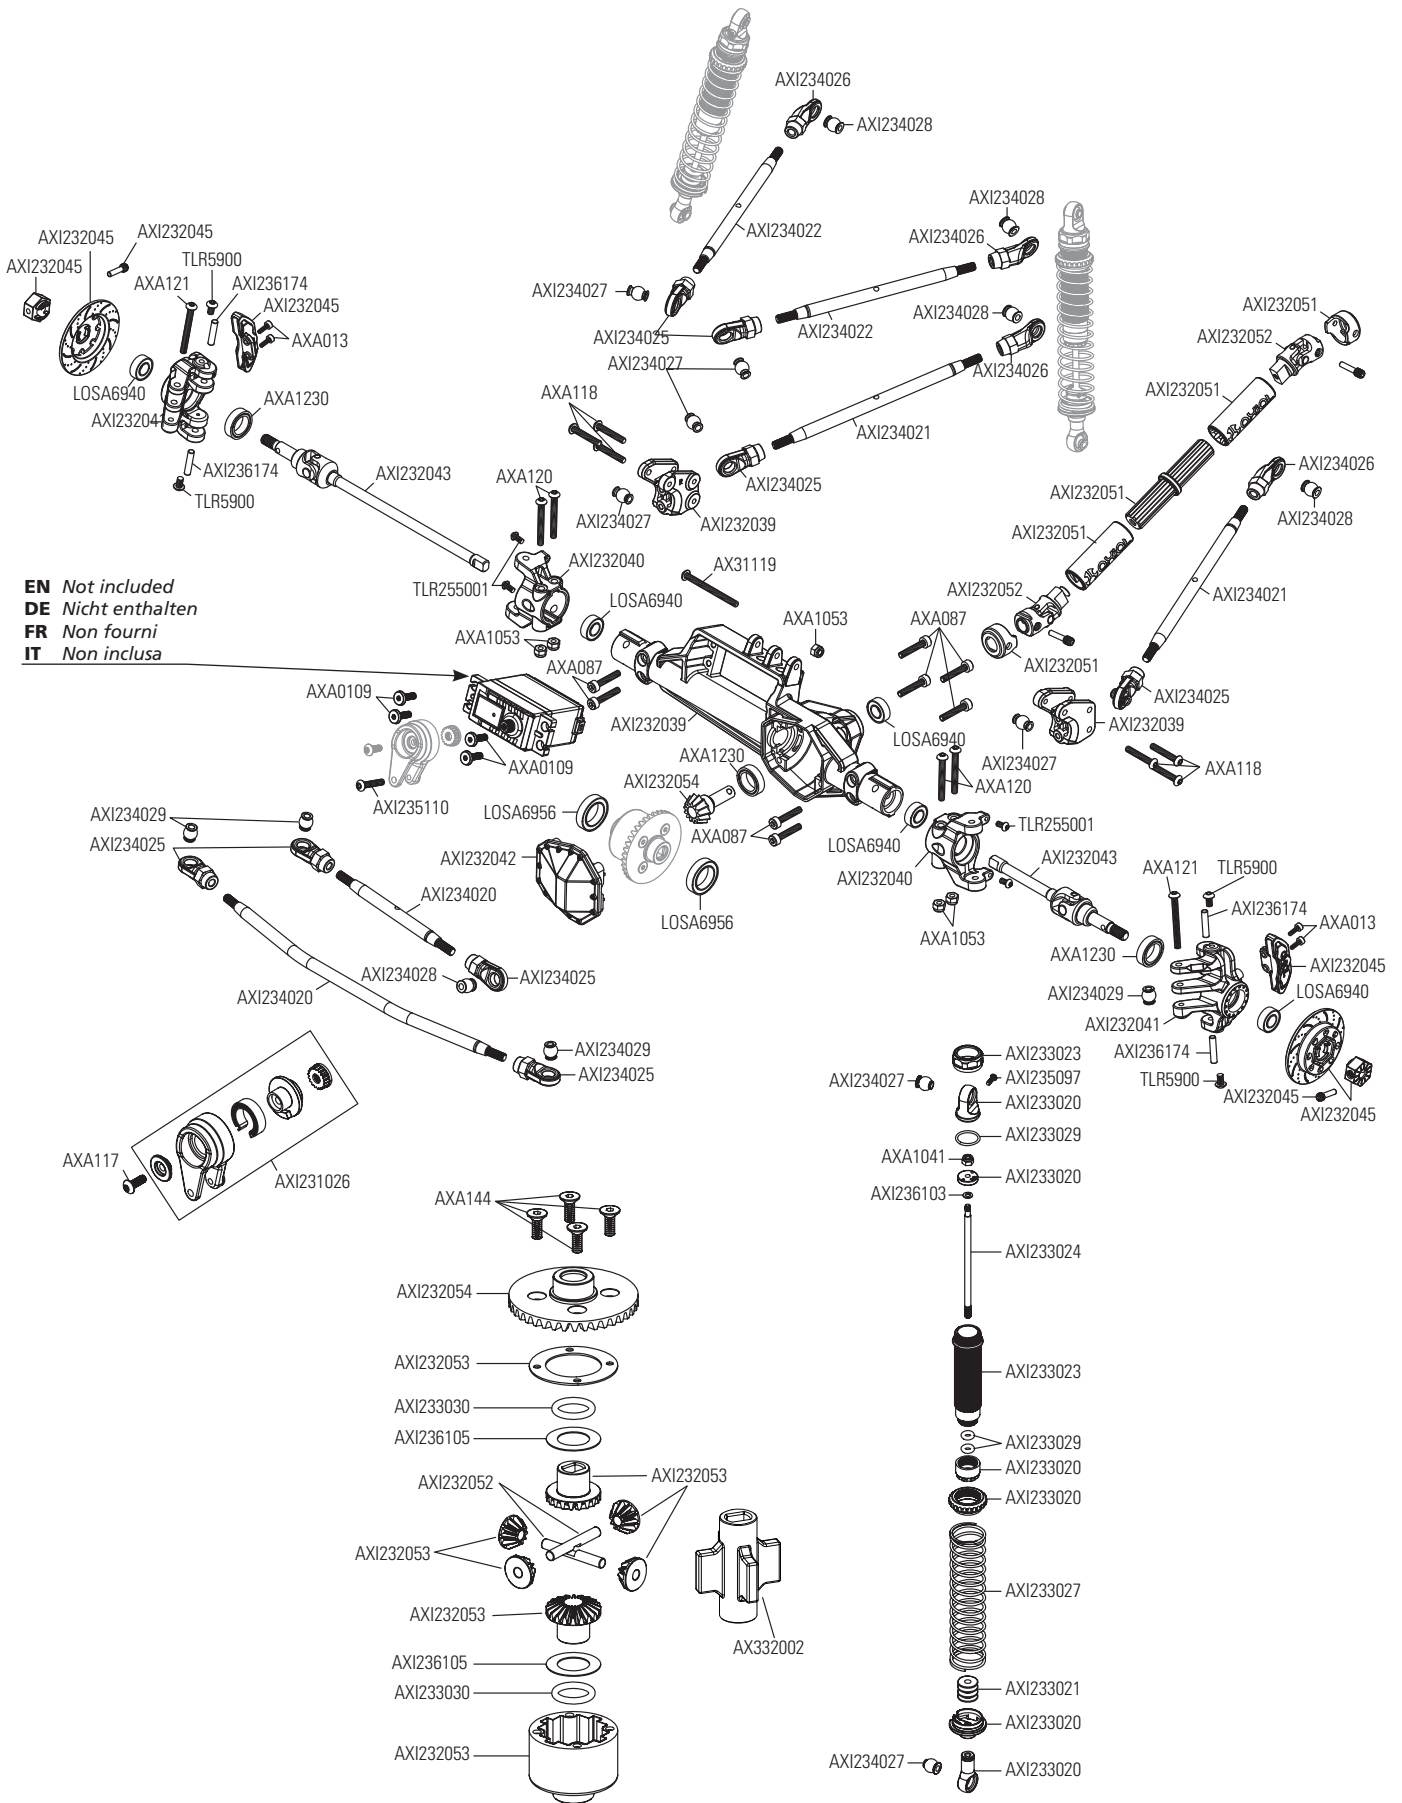 AXI234026
AXI234028
AXI234028
AXI232045
AXI232045
AXI234022
AXI234026
TLR5900
AXI232045
AXA121
AXI236174
AXI234027
AXI232045
AXI234028
AXI232051
AXI234025
AXI234022
AXI232052
AXA013
AXI234027
AXI234026
LOSA6940
AXI232051
AXA1230
AXA118
AXI232041
AXI234021
AXI236174
AXI232043
AXA120
AXI234025
AXI234026
TLR5900
AXI232051
AXI234027
AXI232039
AXI234028
AXI232051
AXI232040
AX31119
EN Not included
DE Nicht enthalten
FR Non fourni
IT Non inclusa
TLR255001
AXI232052
AXI234021
LOSA6940
AXA1053
AXA087
AXA1053
AXA087
AXI232051
AXA0109
AXI234025
AXI232039
AXI232039
LOSA6940
AXA1230
AXI234027
AXA0109
AXA118
AXI232054
AXA120
AXI235110
LOSA6956
AXI234029
AXA087
TLR255001
AXI234025
LOSA6940
AXI232042
AXI232043
AXI232040
AXA121
TLR5900
AXI234020
AXI236174
LOSA6956
AXA013
AXA1053
AXA1230
AXI234028
AXI234025
AXI232045
AXI234020
AXI234029
LOSA6940
AXI232041
AXI234029
AXI233023
AXI236174
AXI234025
AXI234027
AXI235097
TLR5900
AXI233020
AXI232045
AXI232045
AXI233029
AXA117
AXA1041
AXI231026
AXI233020
AXA144
AXI236103
AXI233024
AXI232054
AXI232053
AXI233023
AXI233030
AXI236105
AXI233029
AXI233020
AXI232052
AXI232053
AXI233020
AXI232053
AXI233027
AXI232053
AX332002
AXI236105
AXI233021
AXI233030
AXI233020
AXI232053
AXI234027
AXI233020